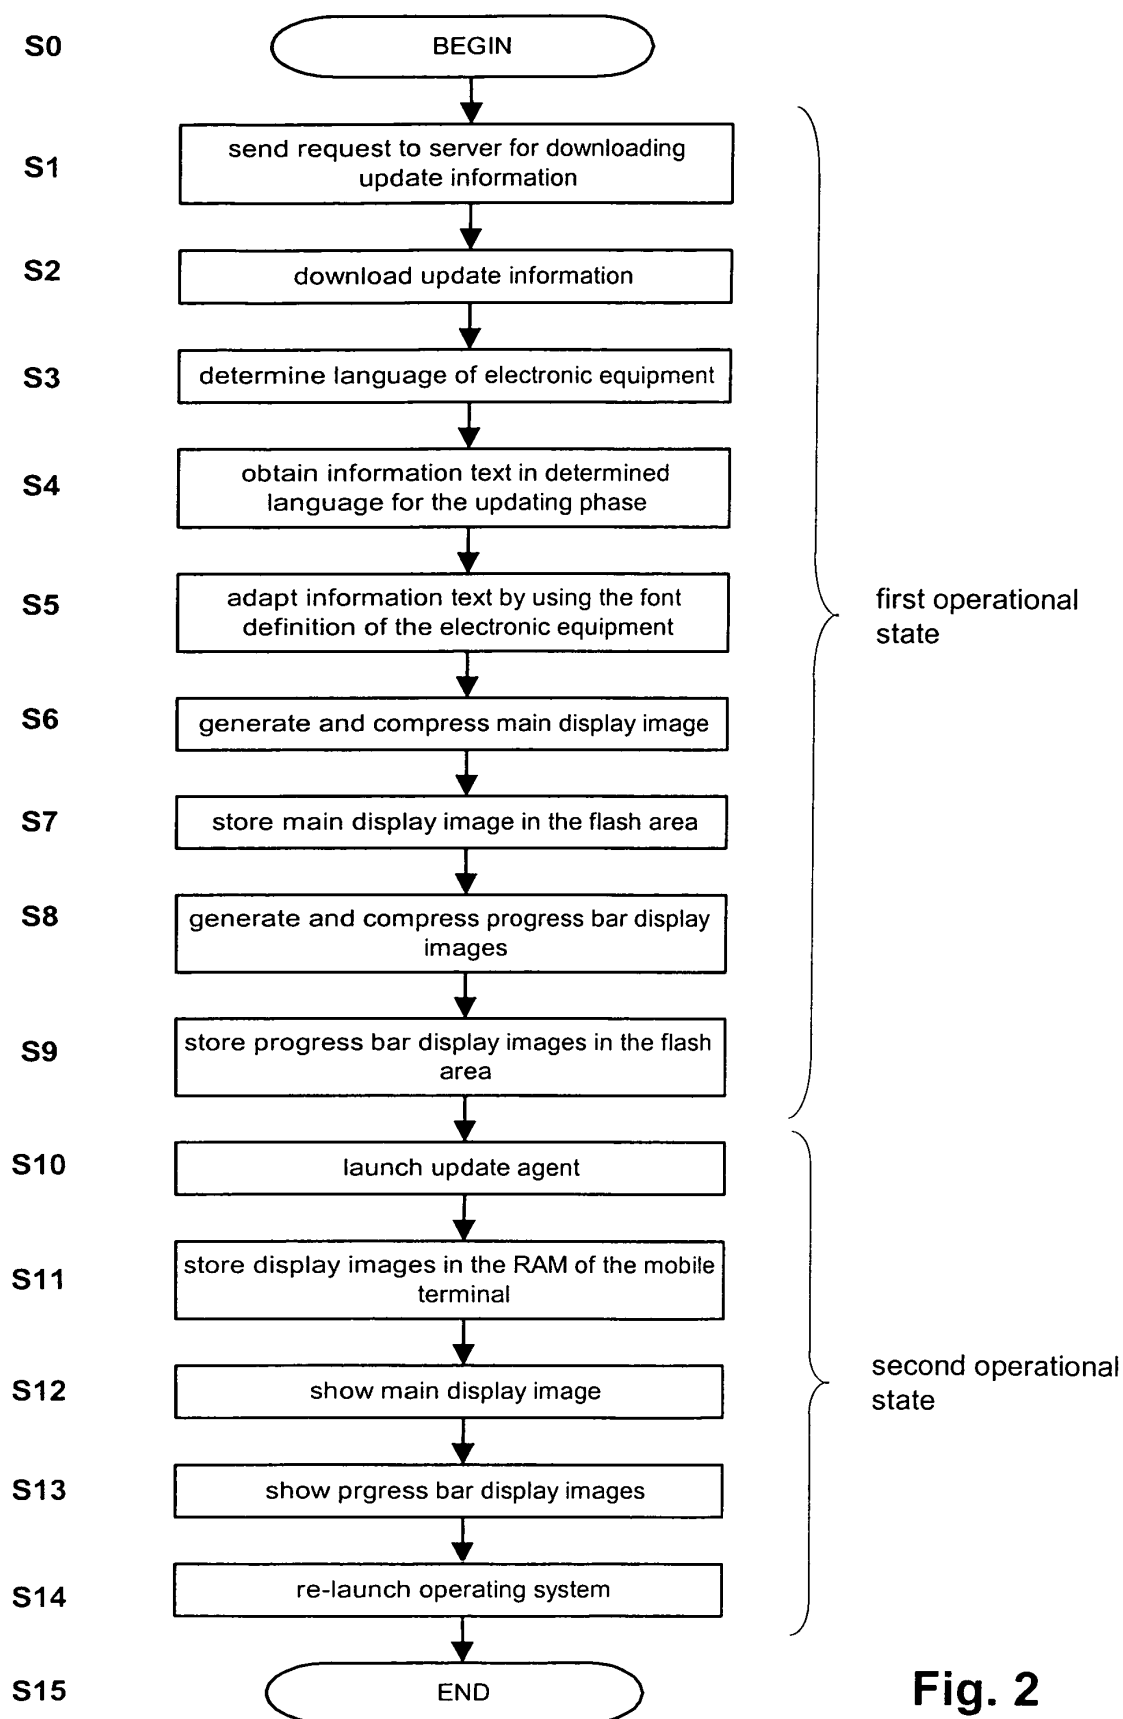 S0
BEGIN
S1
send request to server for downloading
update information
S2
download update information
S3
determine language of electronic equipment
S4
obtain information text in determined
language for the updating phase
S5
adapt information text by using the font
definition of the electronic equipment
first operational
state
S6
generate and compress main display image
S7
store main display image in the flash area
S8
generate and compress progress bar display
images
S9
store progress bar display images in the flash
area
S10
launch update agent
S11
store display images in the RAM of the mobile
terminal
S12
show main display image
second operational
state
S13
show prgress bar display images
S14
re-launch operating system
S15
END
Fig. 2